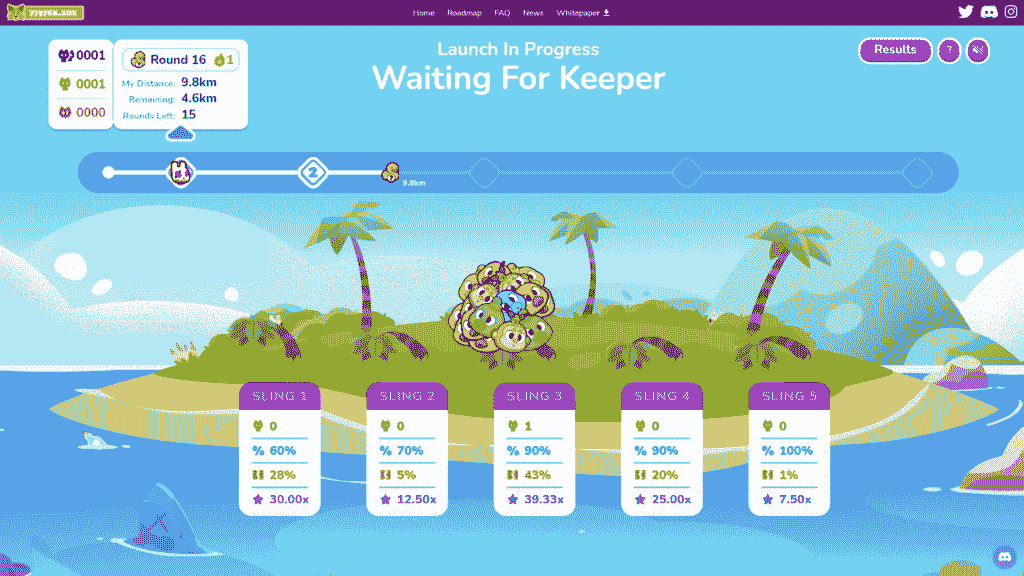 Home Roadmap FAQ News Whitepaper
0001
0001
0000
Round 16 1
My Distance: 9.8km
Remaining: 4.6km
Rounds Left: 15
Launch In Progress
Waiting For Keeper
Results ?
2
9.8km
SLING 1
0
% 60%
28%
30.00x
SLING 2
0
% 70%
5%
12.50x
SLING 3
1
% 90%
43%
39.33x
SLING 4
0
% 90%
20%
25.00x
SLING 5
0
% 100%
1%
7.50x